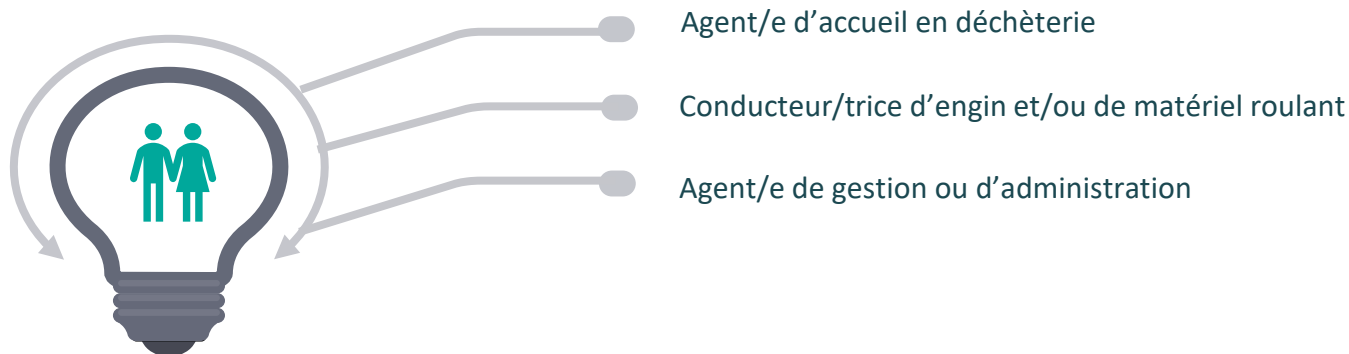 Agent/e d’accueil en déchèterie
Conducteur/trice d’engin et/ou de matériel roulant
Agent/e de gestion ou d’administration